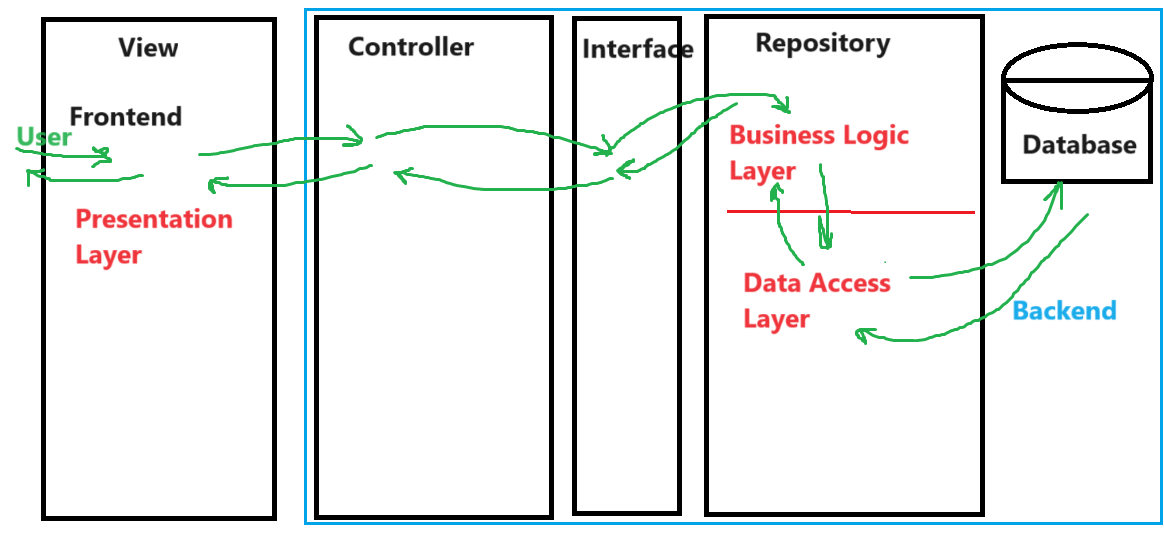 View
Controller
Interface
Repository
Frontend
User
Presentation
Layer
Business Logic
Layer
Data Access
Layer
Database
Backend